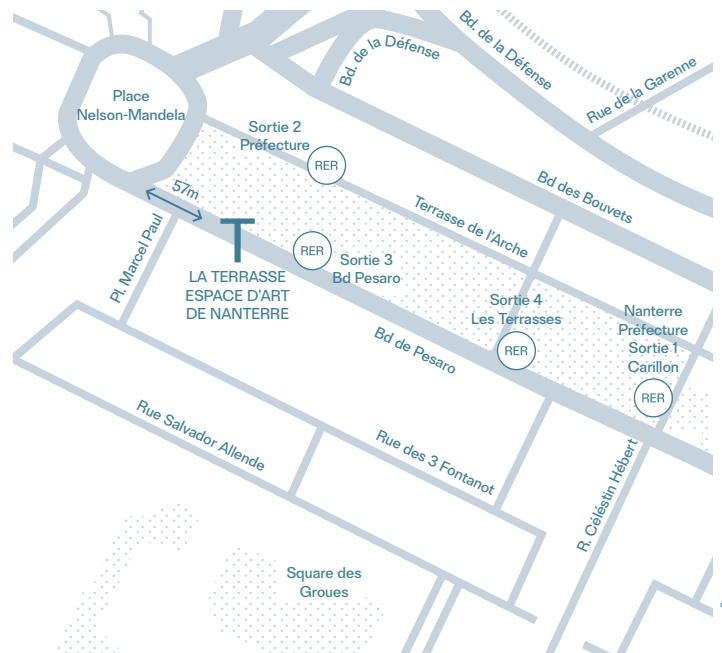 Bd. de la Défense
Bd. de la Défense
Rue de la Garenne
Place
Nelson-Mandela
Sortie 2
Préfecture
RER
57m
Bd des Bouvets
Terrasse de l'Arche
Pl. Marcel Paul
RER
Sortie 3
Bd Pesaro
LA TERRASSE
ESPACE D'ART
DE NANTERRE
Sortie 4
Les Terrasses
RER
Nanterre
Préfecture
Sortie 1
Carillon
RER
Bd de Pesaro
Rue Salvador Allende
Rue des 3 Fontanot
R. Céléstin Hébert
Square des
Groues